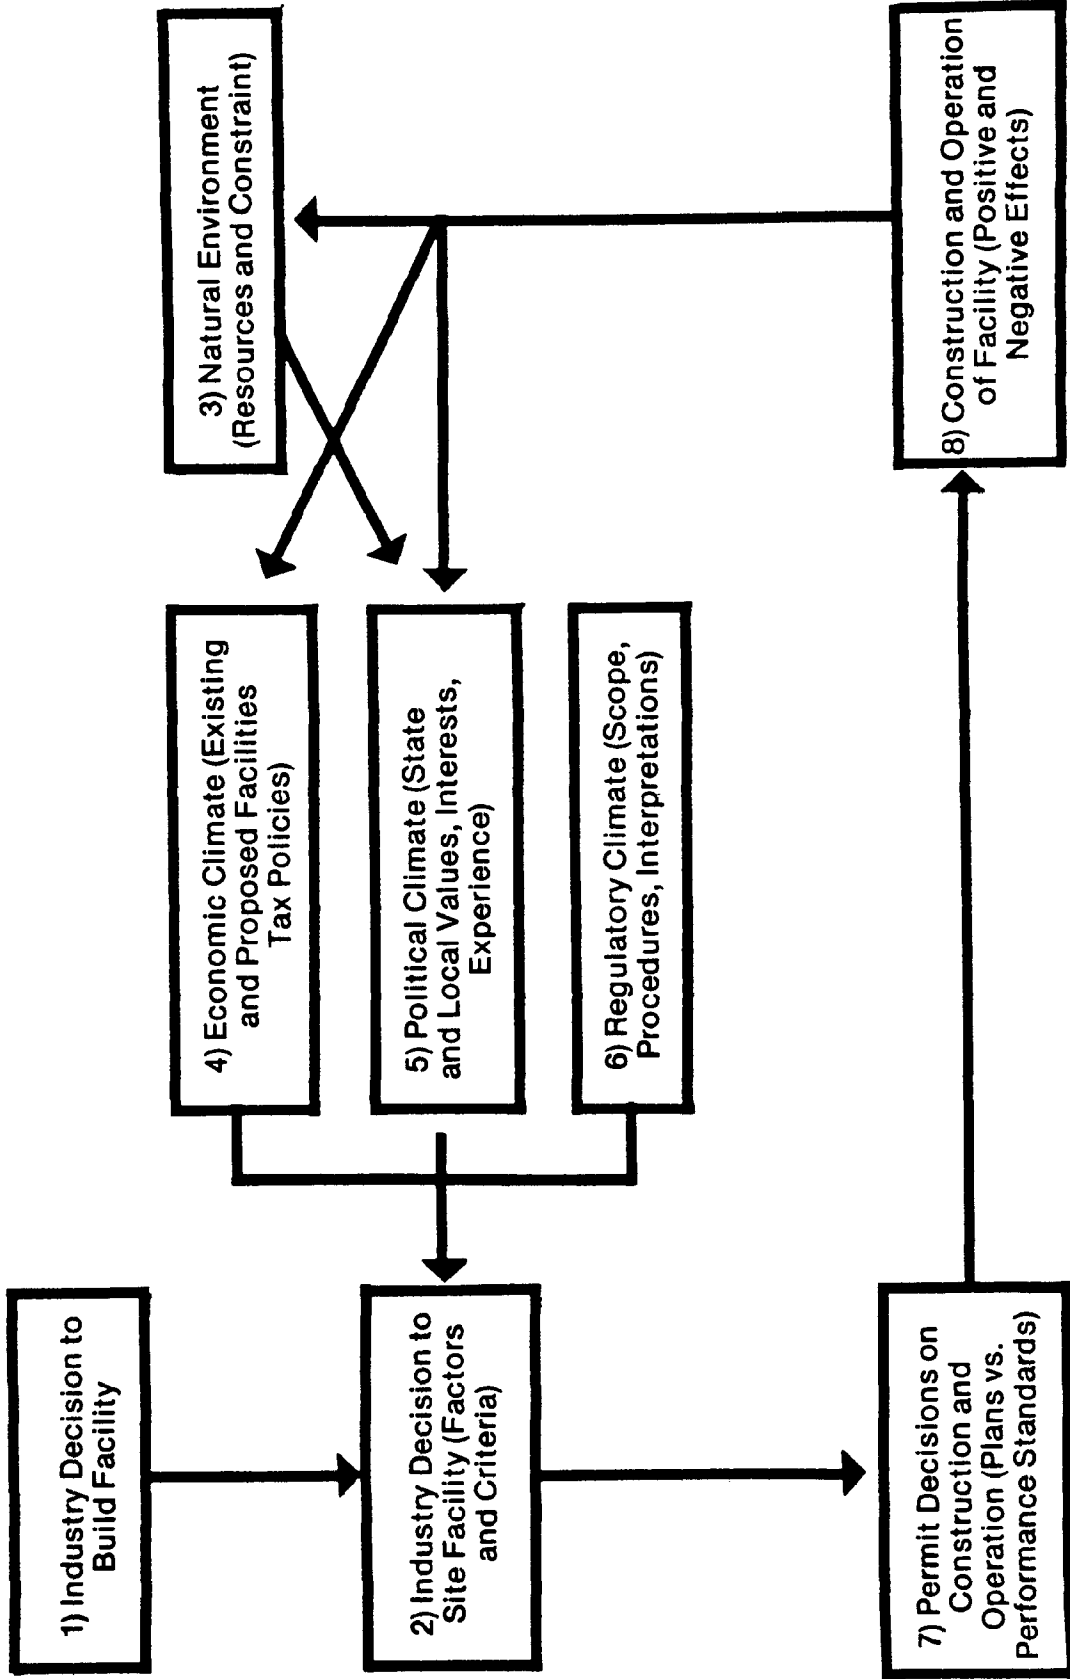 1) Industry Decision to
Build Facility
2) Industry Decision to
Site Facility (Factors
and Criteria)
3) Natural Environment
(Resources and Constraint)
4) Economic Climate (Existing
and Proposed Facilities
Tax Policies)
5) Political Climate (State
and Local Values, Interests,
Experience)
6) Regulatory Climate (Scope,
Procedures, Interpretations)
7) Permit Decisions on
Construction and
Operation (Plans vs.
Performance Standards)
8) Construction and Operation
of Facility (Positive and
Negative Effects)